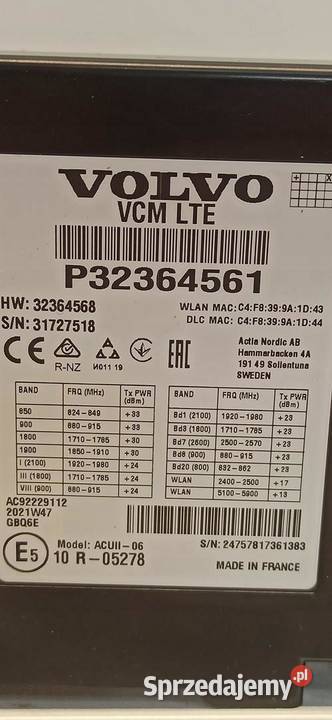 VOLVO
VCM LTE
P32364561
HW: 32364568
S/N: 31727518
WLAN MAC: C4:F8:39:9A:1D:43
DLC MAC: C4:F8:39:9A:1D:44
Actia Nordic AB
Hammarbacken 4A
191 49 Sollentuna
SWEDEN
CE
R-NZ
И011 19
EAC
BAND FRQ (MHz) Tx PWR (dBm)
850 824-849 +33
900 880-915 +33
1800 1710-1785 +30
1900 1850-1910 +30
I (2100) 1920-1980 +24
III (1800) 1710-1785 +24
VIII (900) 880-915 +24
BAND FRQ (MHz) Tx PWR (dBm)
Bd1 (2100) 1920-1980 +23
Bd3 (1800) 1710-1785 +23
Bd7 (2600) 2500-2570 +23
Bd8 (900) 880-915 +23
Bd20 (800) 832-862 +23
WLAN 2400-2500 +17
WLAN 5100-5900 +13
AC92229112
2021W47
GBQ6E
E5
Model: ACUII-06
10 R-05278
S/N: 24757817361383
MADE IN FRANCE
Sprzedajemy.pl